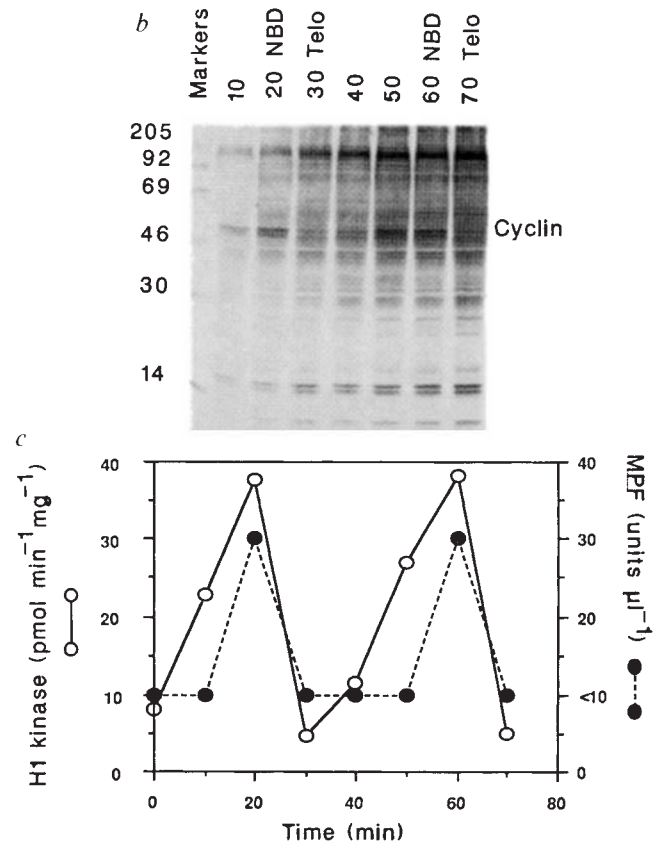 b
Markers
10
20 NBD
30 Telo
40
50
60 NBD
70 Telo
205
92
69
46
30
14
Cyclin
c
H1 kinase (pmol min⁻¹mg⁻¹)
40
30
20
10
0
40
30
20
<10
0
MPF (units μl⁻¹)
0 20 40 60 80
Time (min)